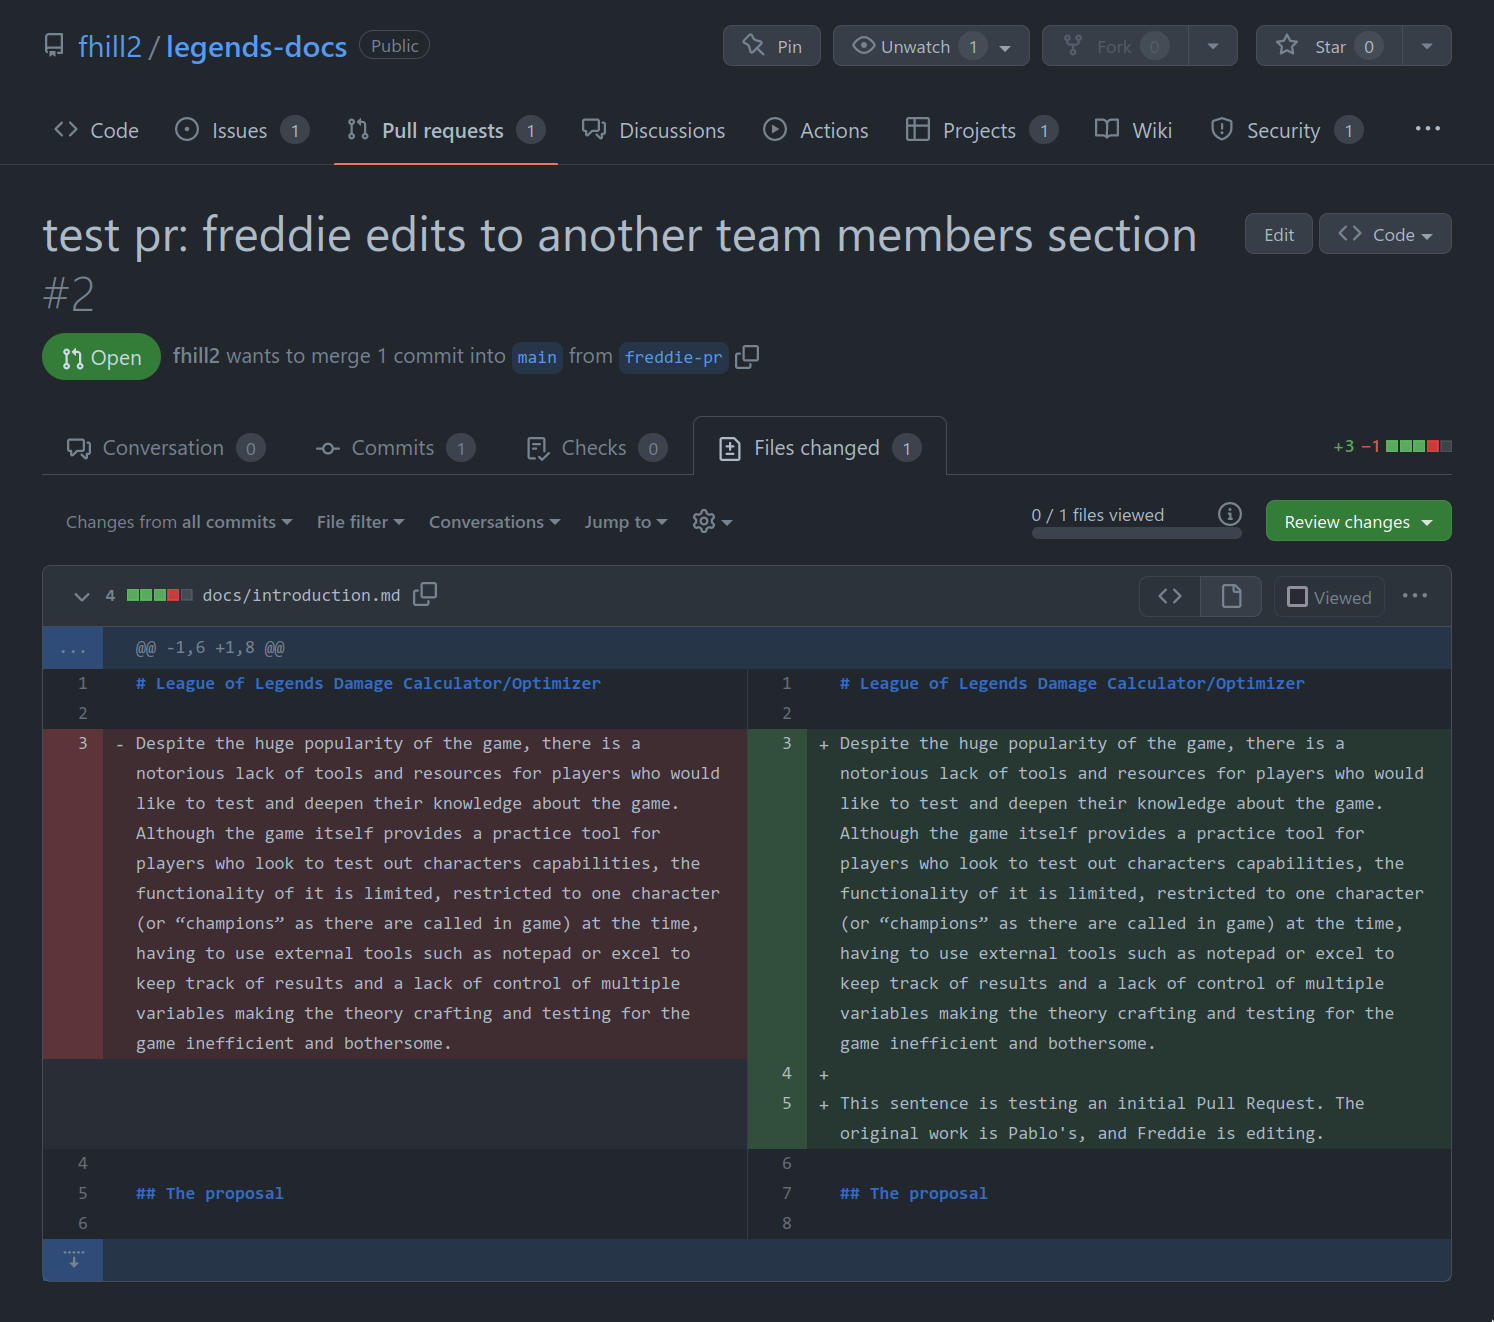 fhill2 / legends-docs Public Pin Unwatch 1 Fork 0 Star 0
Code Issues 1 Pull requests 1 Discussions Actions Projects 1 Wiki Security 1 ...
test pr: freddie edits to another team members section Edit Code
#2
Open fhill2 wants to merge 1 commit into main from freddie-pr
Conversation 0 Commits 1 Checks 0 Files changed 1 +3 −1
Changes from all commits File filter Conversations Jump to 0 / 1 files viewed Review changes
4 docs/introduction.md Viewed ...
... @@ -1,6 +1,8 @@
1 # League of Legends Damage Calculator/Optimizer
2
3 - Despite the huge popularity of the game, there is a
notorious lack of tools and resources for players who would
like to test and deepen their knowledge about the game.
Although the game itself provides a practice tool for
players who look to test out characters capabilities, the
functionality of it is limited, restricted to one character
(or “champions” as there are called in game) at the time,
having to use external tools such as notepad or excel to
keep track of results and a lack of control of multiple
variables making the theory crafting and testing for the
game inefficient and bothersome.
4
5 ## The proposal
6
1 # League of Legends Damage Calculator/Optimizer
2
3 + Despite the huge popularity of the game, there is a
notorious lack of tools and resources for players who would
like to test and deepen their knowledge about the game.
Although the game itself provides a practice tool for
players who look to test out characters capabilities, the
functionality of it is limited, restricted to one character
(or “champions” as there are called in game) at the time,
having to use external tools such as notepad or excel to
keep track of results and a lack of control of multiple
variables making the theory crafting and testing for the
game inefficient and bothersome.
4 +
5 + This sentence is testing an initial Pull Request. The
original work is Pablo's, and Freddie is editing.
6
7 ## The proposal
8